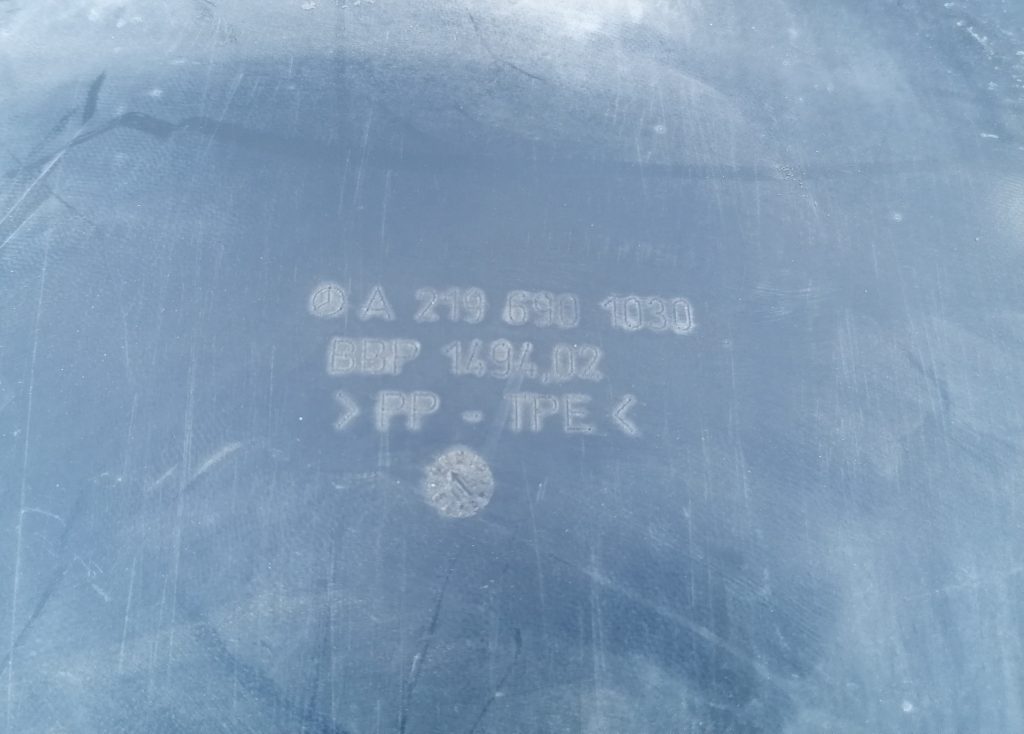 A 219 690 1030
BBP 1494,02
> PP - TPE <